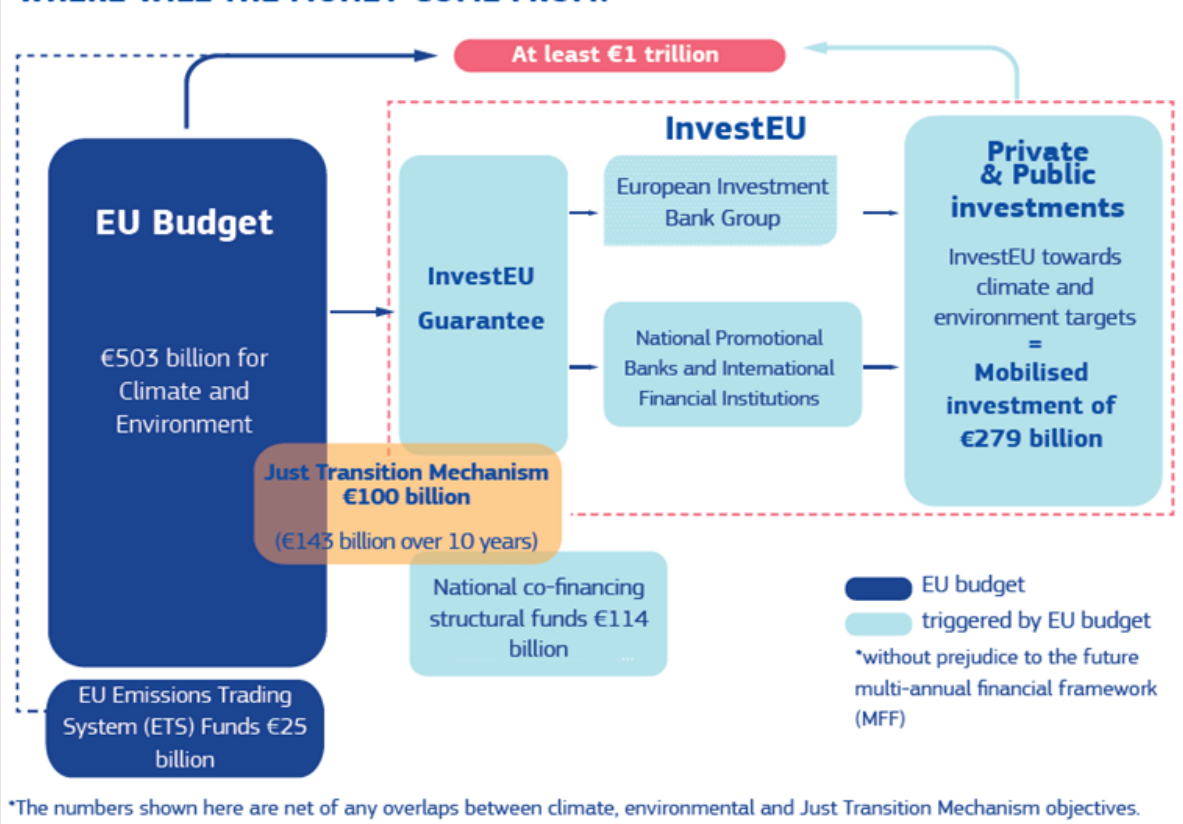 At least €1 trillion
InvestEU
EU Budget
€503 billion for
Climate and
Environment
InvestEU
Guarantee
European Investment
Bank Group
National Promotional
Banks and International
Financial Institutions
Private
& Public
investments
InvestEU towards
climate and
environment targets
=
Mobilised
investment of
€279 billion
Just Transition Mechanism
€100 billion
(€143 billion over 10 years)
National co-financing
structural funds €114
billion
...
EU Emissions Trading
System (ETS) Funds €25
billion
EU budget
triggered by EU budget
*without prejudice to the future
multi-annual financial framework
(MFF)
*The numbers shown here are net of any overlaps between climate, environmental and Just Transition Mechanism objectives.